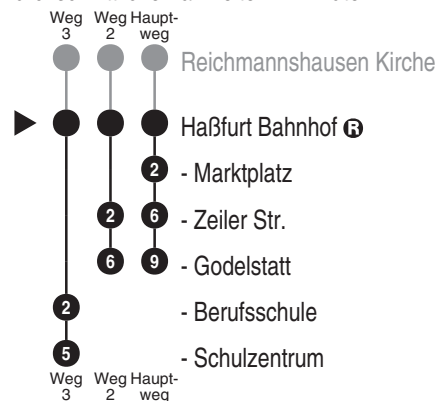 Weg Weg Haupt-
3 2 weg
Reichmannshausen Kirche
Haßfurt Bahnhof R
2 - Marktplatz
2 6 - Zeiler Str.
6 9 - Godelstatt
2 - Berufsschule
5 - Schulzentrum
Weg Weg Haupt-
3 2 weg